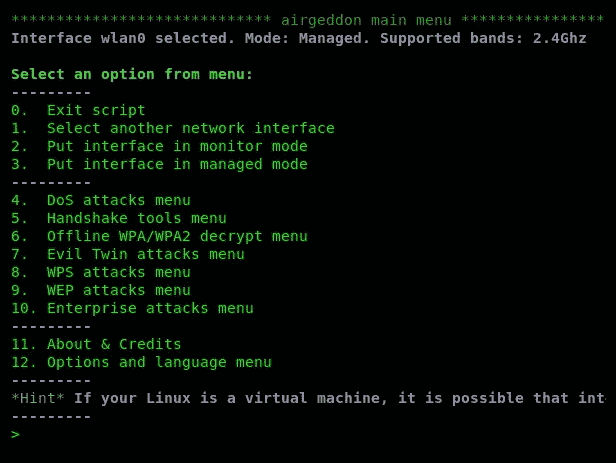 ***************************** airgeddon main menu ****************
Interface wlan0 selected. Mode: Managed. Supported bands: 2.4Ghz
Select an option from menu:
---------
0.  Exit script
1.  Select another network interface
2.  Put interface in monitor mode
3.  Put interface in managed mode
---------
4.  DoS attacks menu
5.  Handshake tools menu
6.  Offline WPA/WPA2 decrypt menu
7.  Evil Twin attacks menu
8.  WPS attacks menu
9.  WEP attacks menu
10. Enterprise attacks menu
---------
11. About & Credits
12. Options and language menu
---------
*Hint* If your Linux is a virtual machine, it is possible that
---------
>